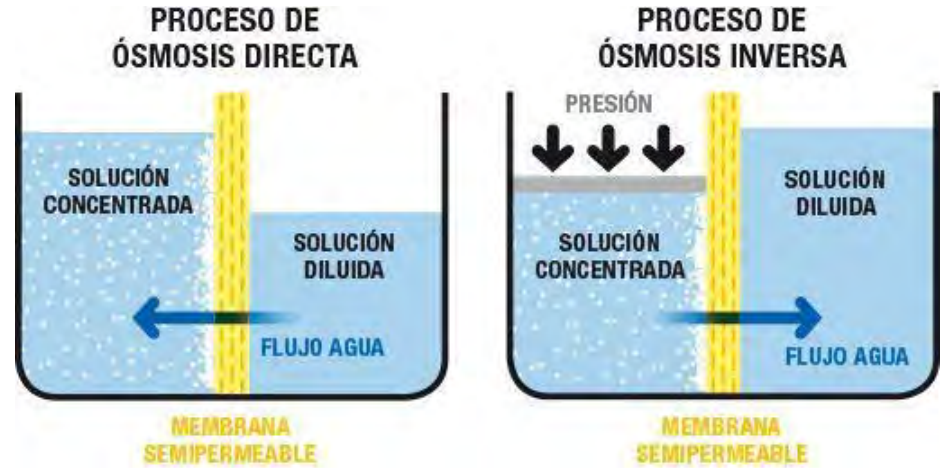 PROCESO DE
ÓSMOSIS DIRECTA
SOLUCIÓN
CONCENTRADA
SOLUCIÓN
DILUIDA
FLUJO AGUA
MEMBRANA
SEMIPERMEABLE
PROCESO DE
ÓSMOSIS INVERSA
PRESIÓN
SOLUCIÓN
CONCENTRADA
SOLUCIÓN
DILUIDA
FLUJO AGUA
MEMBRANA
SEMIPERMEABLE